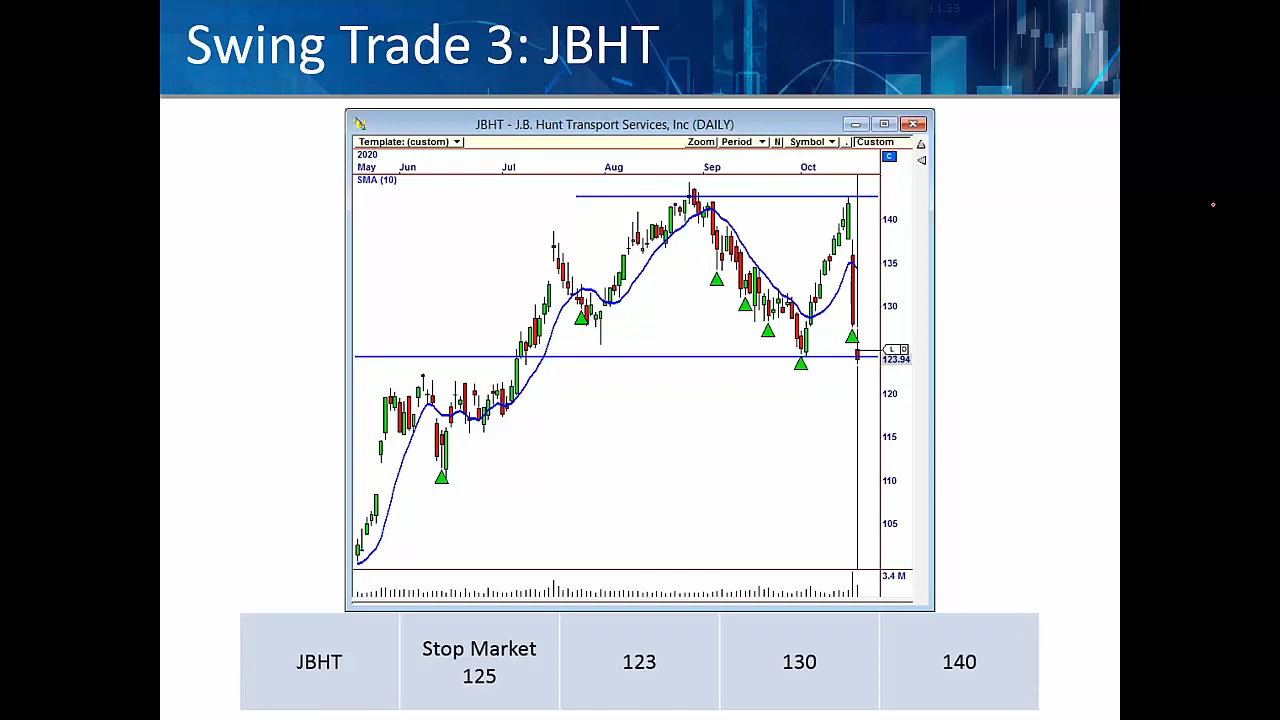 1.33
Swing Trade 3: JBHT
JBHT - J.B. Hunt Transport Services, Inc (DAILY)
Template: (custom) Zoom Period N Symbol . Custom
2020
C
May Jun Jul Aug Sep Oct
SMA (10)
140
135
130
L D
123.94
120
115
110
105
3.4 M
JBHT
Stop Market
125
123
130
140